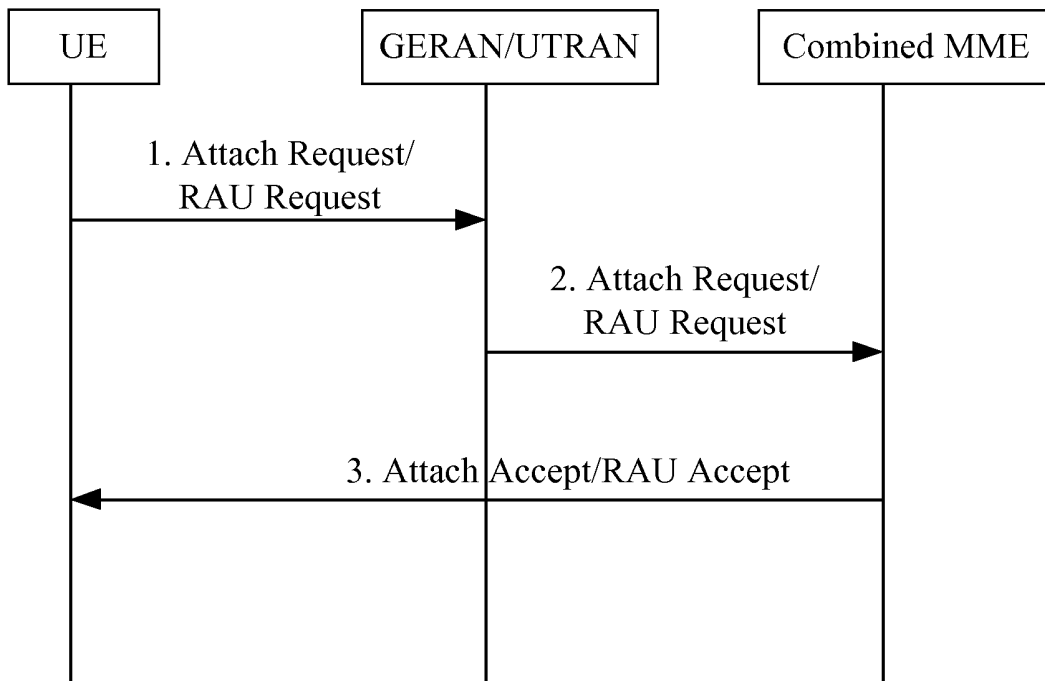 UE
GERAN/UTRAN
Combined MME
1. Attach Request/
RAU Request
2. Attach Request/
RAU Request
3. Attach Accept/RAU Accept